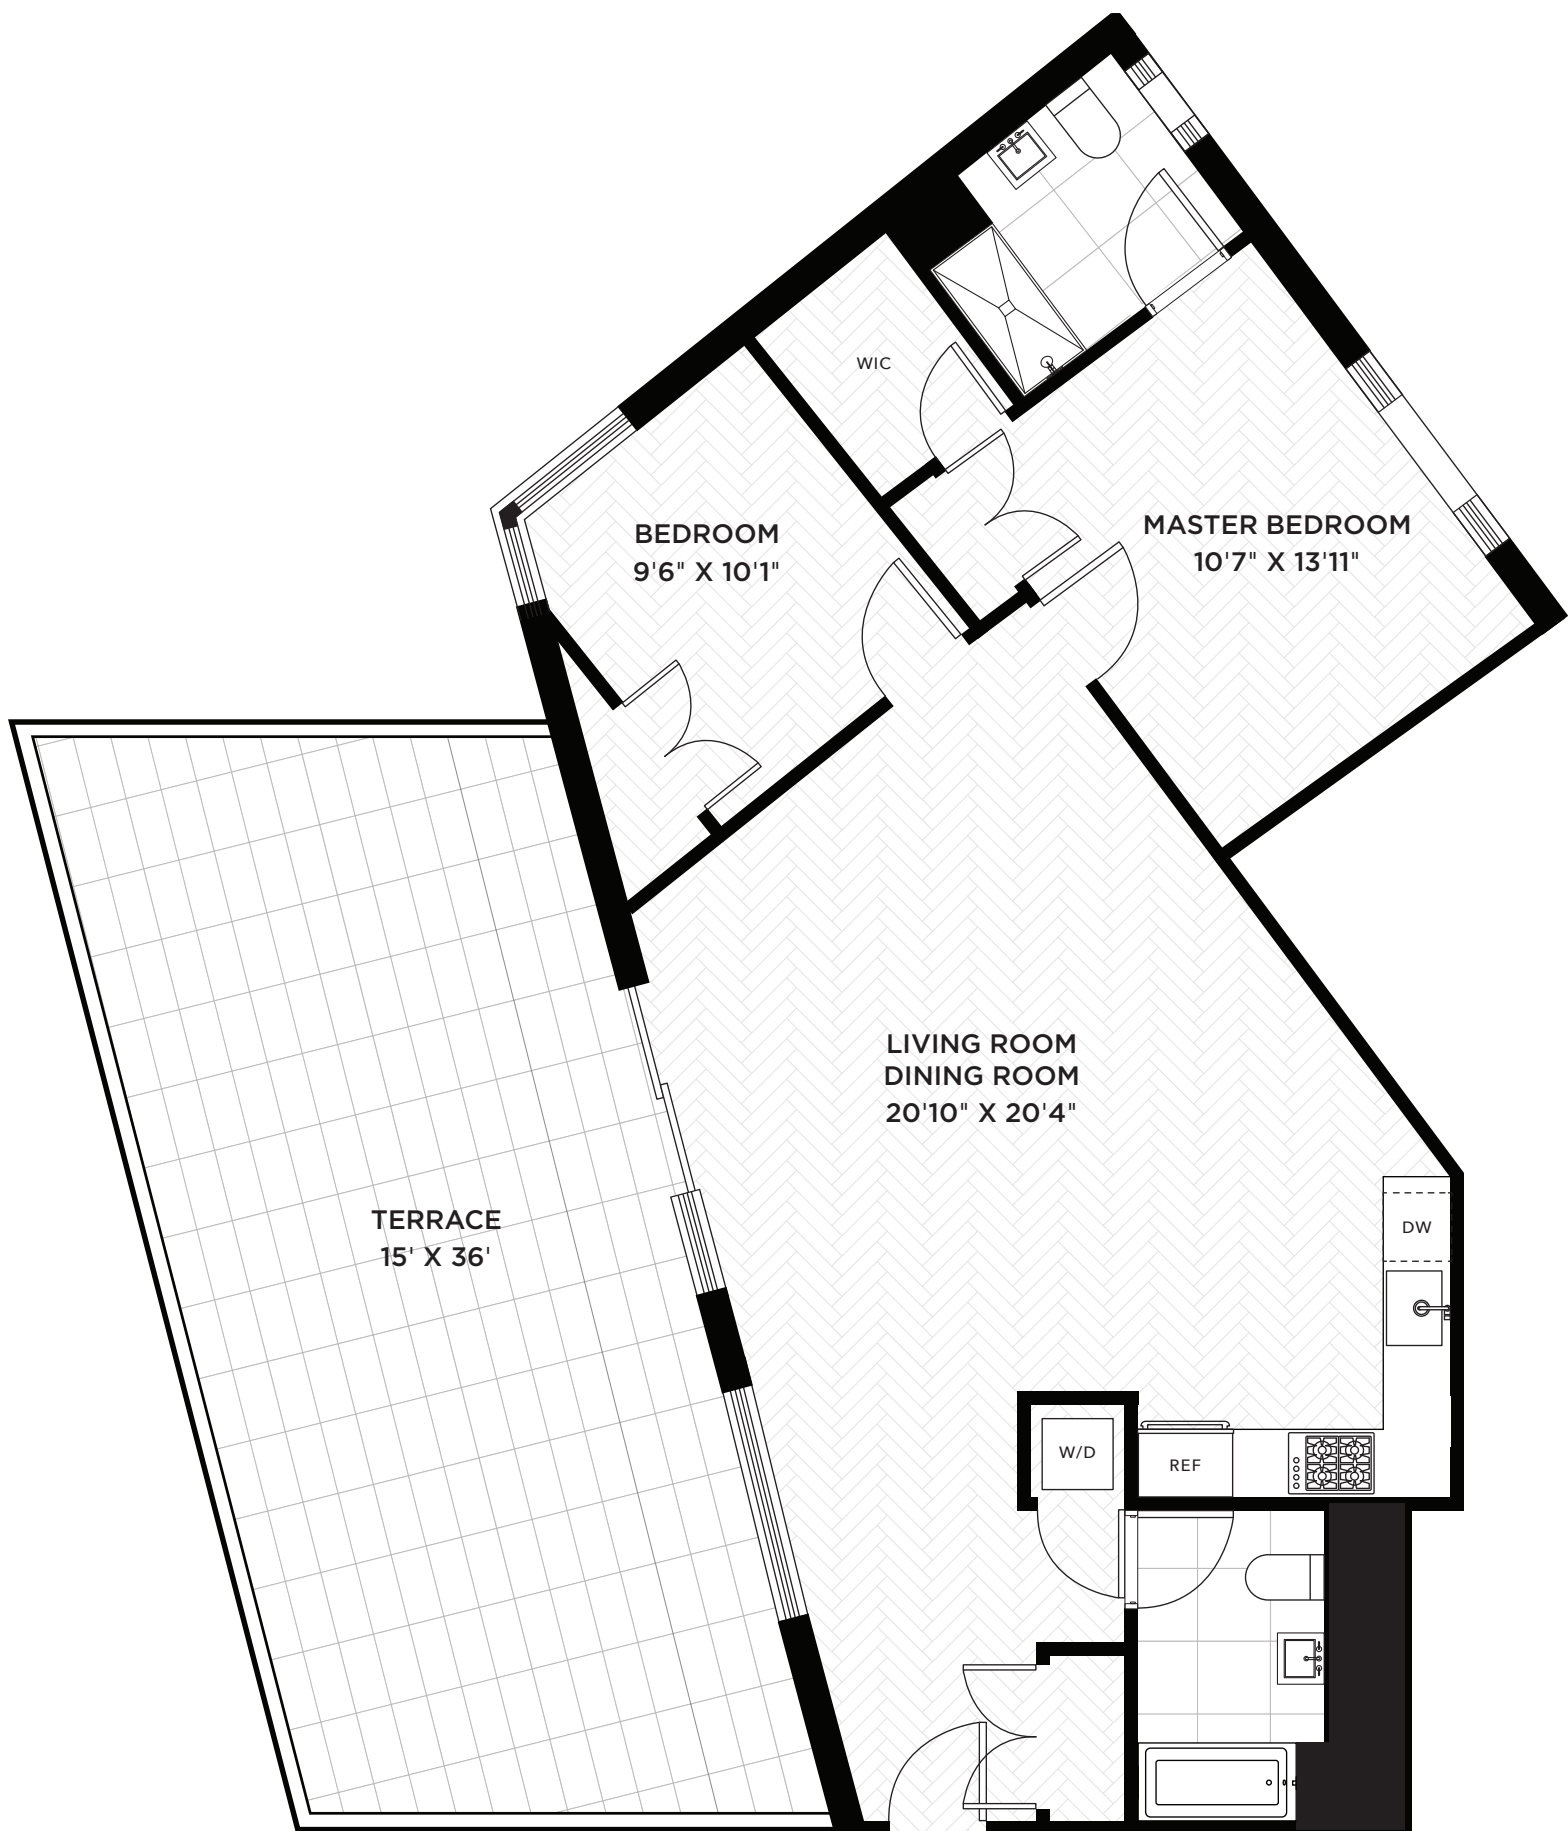 WIC
BEDROOM
9'6" X 10'1"
MASTER BEDROOM
10'7" X 13'11"
LIVING ROOM
DINING ROOM
20'10" X 20'4"
TERRACE
15' X 36'
DW
W/D
REF